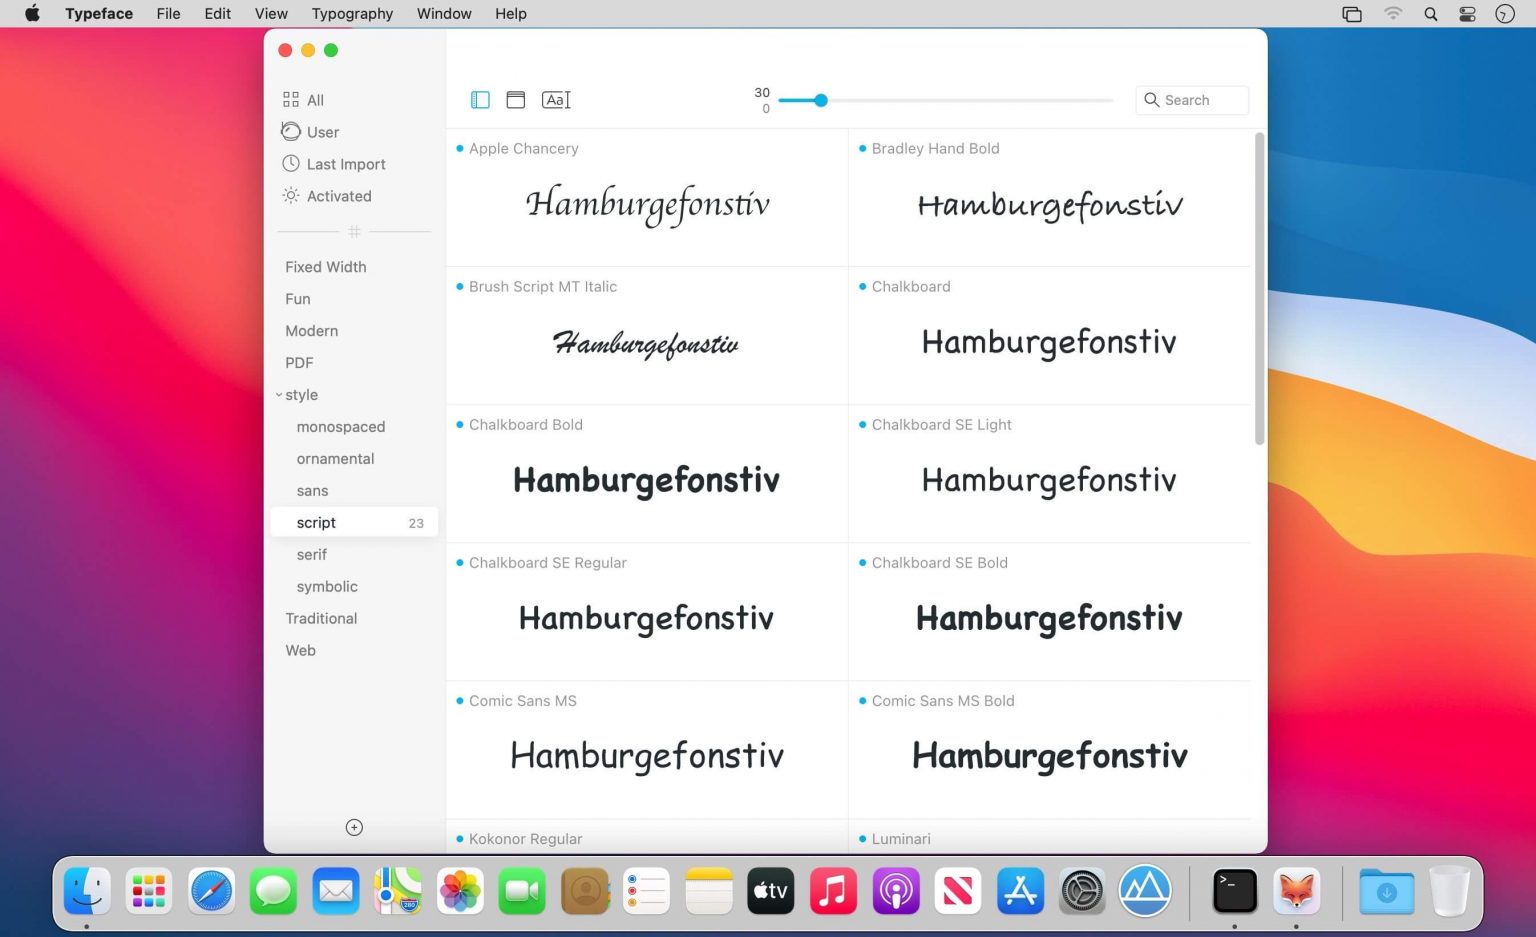 Typeface File Edit View Typography Window Help
All
User
Last Import
Activated
#
Fixed Width
Fun
Modern
PDF
style
monospaced
ornamental
sans
script 23
serif
symbolic
Traditional
Web
Aa
30
0
Search
Apple Chancery
Hamburgefonstiv
Bradley Hand Bold
Hamburgefonstiv
Brush Script MT Italic
Hamburgefonstiv
Chalkboard
Hamburgefonstiv
Chalkboard Bold
Hamburgefonstiv
Chalkboard SE Light
Hamburgefonstiv
Chalkboard SE Regular
Hamburgefonstiv
Chalkboard SE Bold
Hamburgefonstiv
Comic Sans MS
Hamburgefonstiv
Comic Sans MS Bold
Hamburgefonstiv
Kokonor Regular
Luminari
280
tv
>_